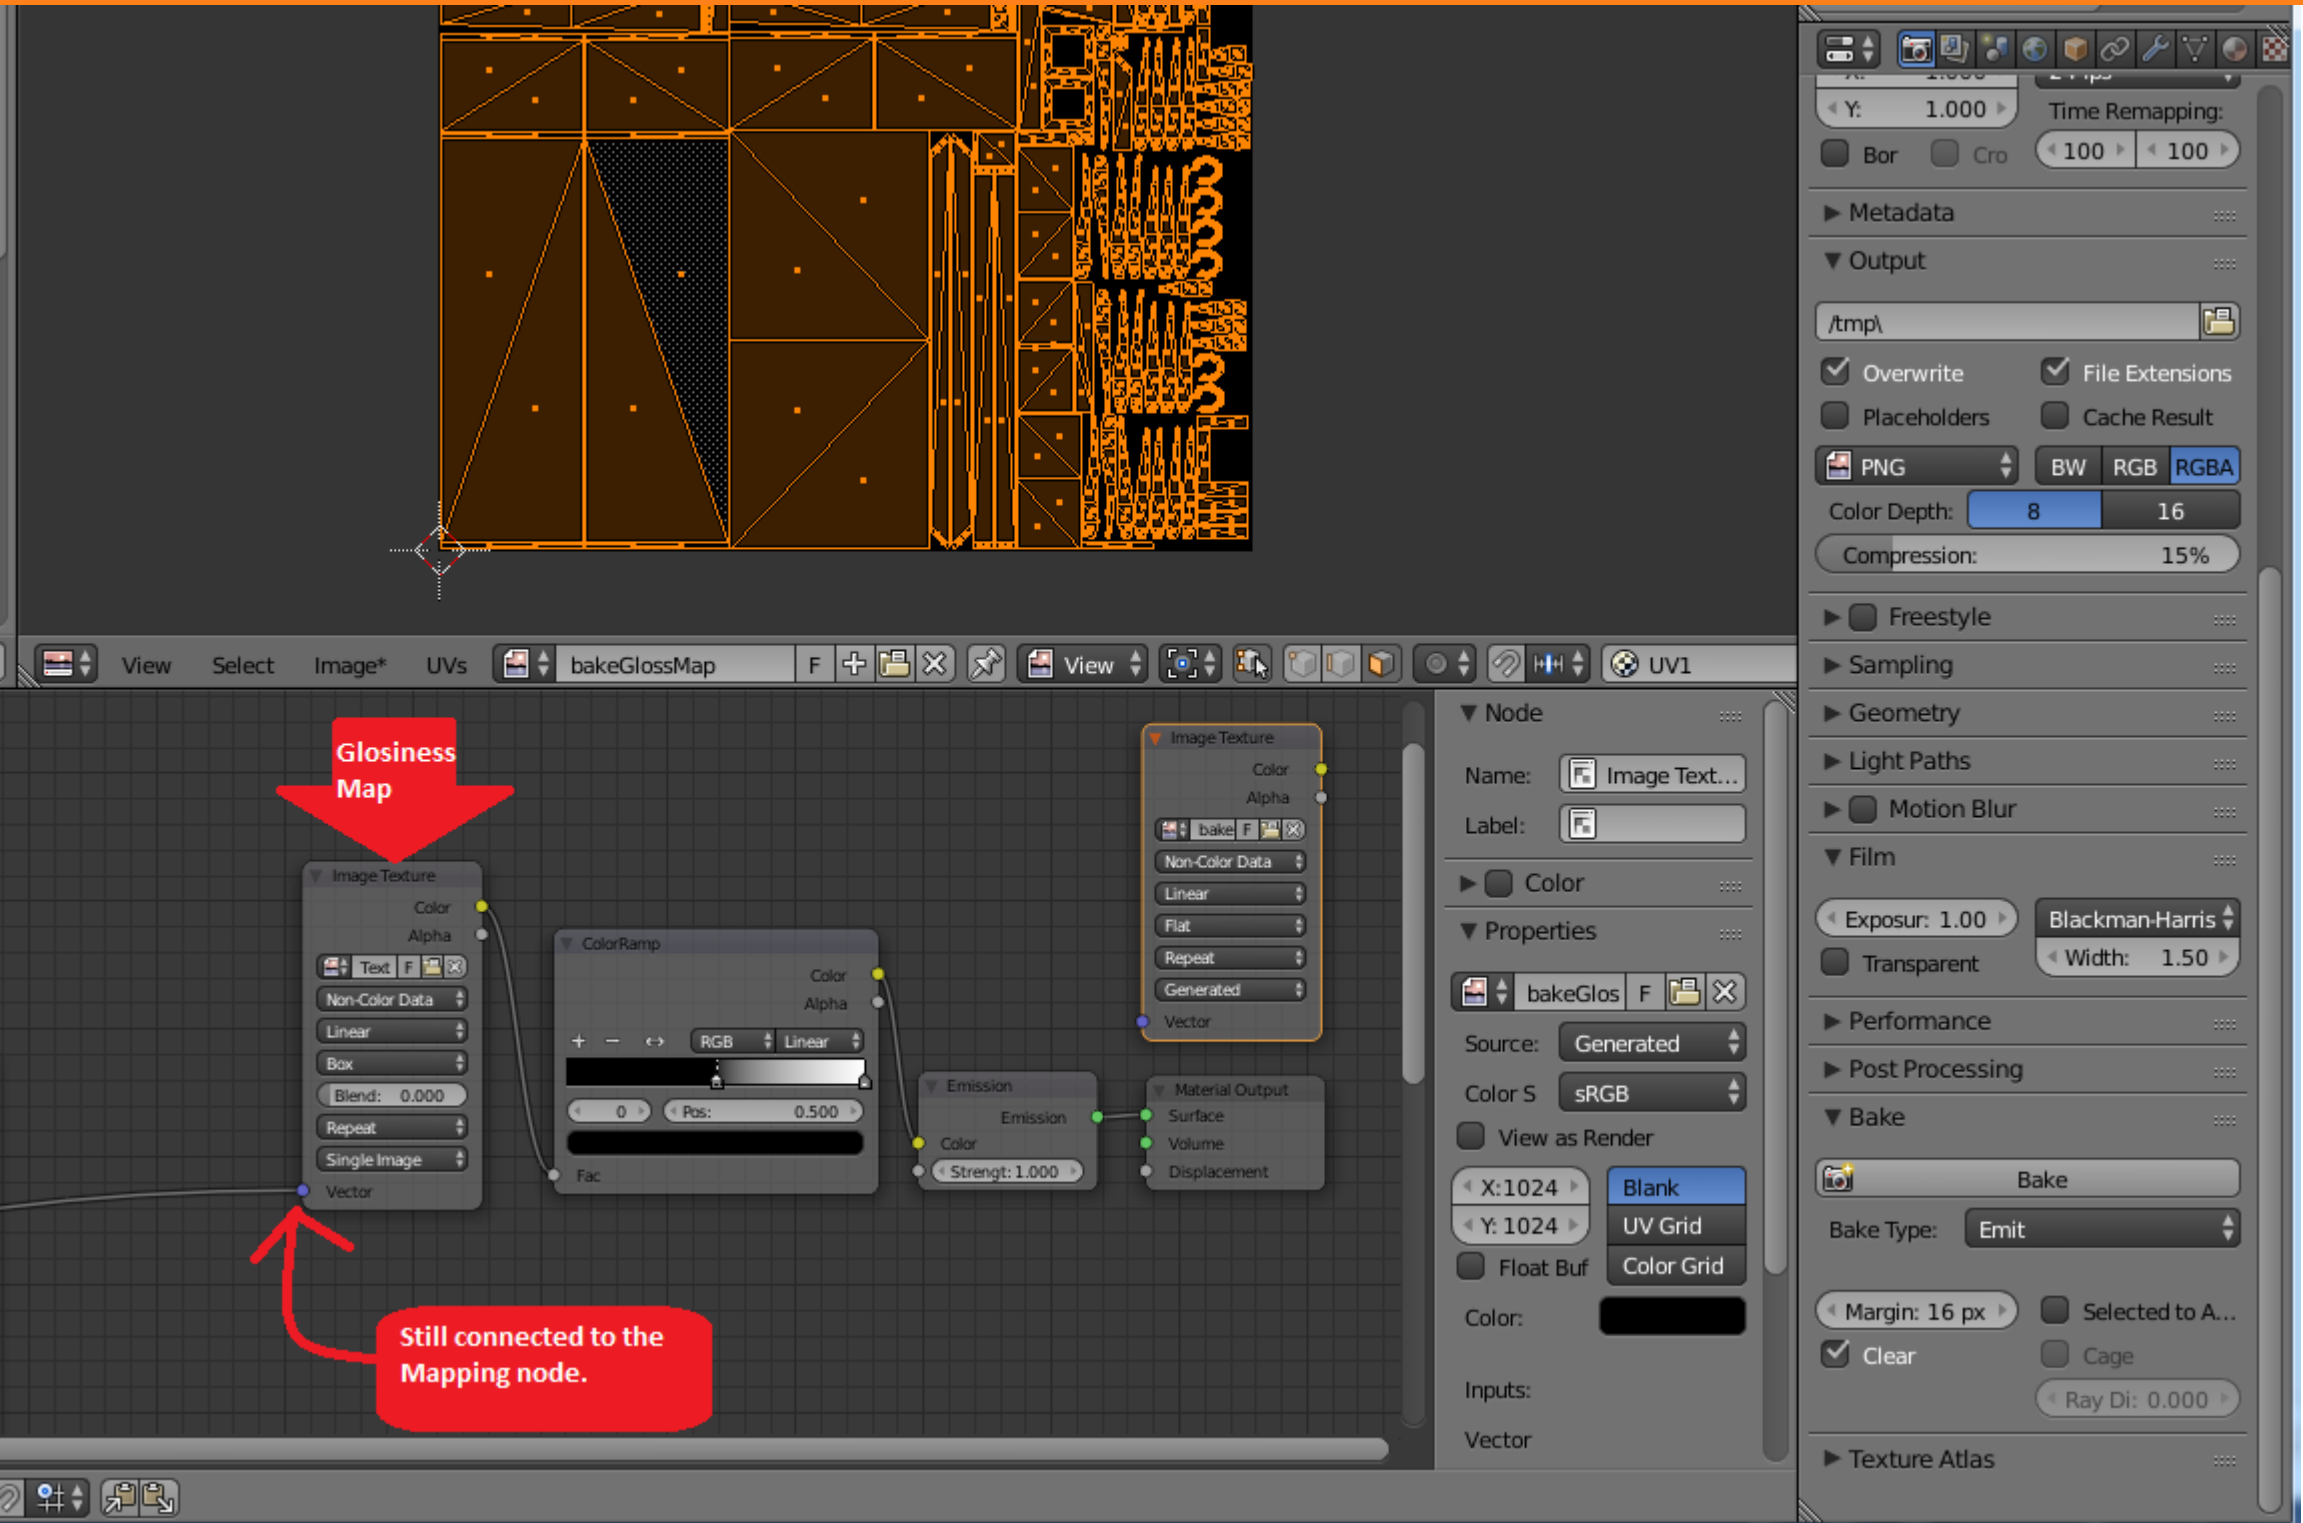 View Select Image* UVs bakeGlossMap F View UV1
Glosiness
Map
Image Texture
Color
Alpha
Text F
Non-Color Data
Linear
Box
Blend: 0.000
Repeat
Single Image
Vector
Still connected to the
Mapping node.
ColorRamp
Color
Alpha
RGB Linear
0 Pos: 0.500
Fac
Emission
Emission
Color
Strengt: 1.000
Image Texture
Color
Alpha
bake F
Non-Color Data
Linear
Flat
Repeat
Generated
Vector
Material Output
Surface
Volume
Displacement
Node
Name: Image Text...
Label:
Color
Properties
bakeGlos F
Source: Generated
Color S sRGB
View as Render
X:1024 Blank
Y: 1024 UV Grid
Float Buf Color Grid
Color:
Inputs:
Vector
Y: 1.000 Time Remapping:
Bor Cro 100 100
Metadata
Output
/tmp\
Overwrite File Extensions
Placeholders Cache Result
PNG BW RGB RGBA
Color Depth: 8 16
Compression: 15%
Freestyle
Sampling
Geometry
Light Paths
Motion Blur
Film
Exposur: 1.00 Blackman-Harris
Transparent Width: 1.50
Performance
Post Processing
Bake
Bake
Bake Type: Emit
Margin: 16 px Selected to A...
Clear Cage
Ray Di: 0.000
Texture Atlas